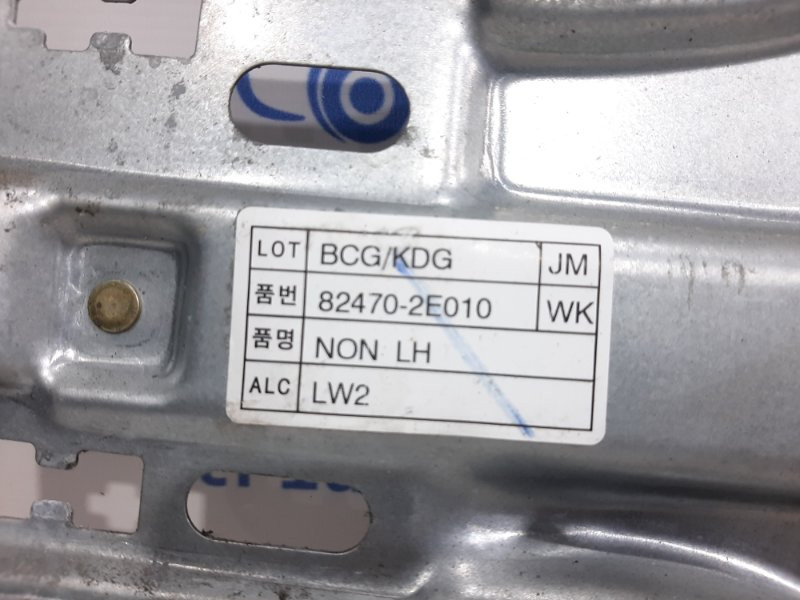 LOT BCG/KDG JM
품번 82470-2E010 WK
품명 NON LH
ALC LW2